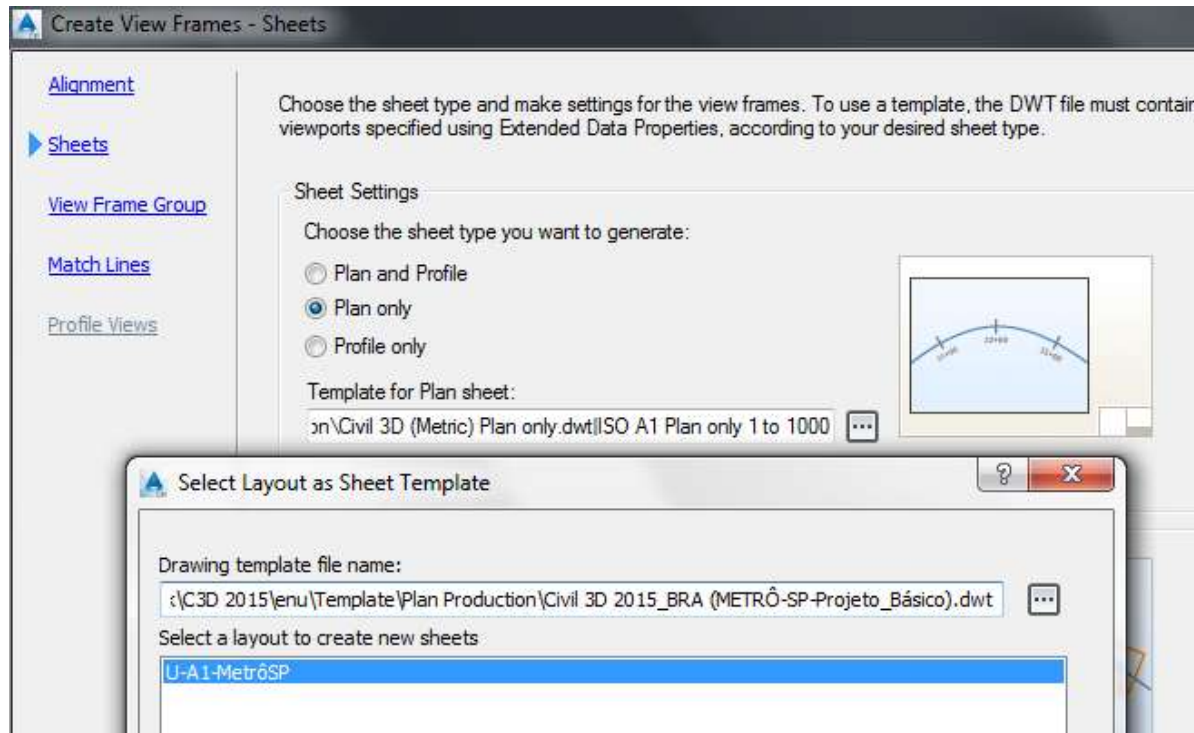 Create View Frames - Sheets
Alignment
Sheets
View Frame Group
Match Lines
Profile Views
Choose the sheet type and make settings for the view frames. To use a template, the DWT file must contain
viewports specified using Extended Data Properties, according to your desired sheet type.
Sheet Settings
Choose the sheet type you want to generate:
Plan and Profile
Plan only
Profile only
Template for Plan sheet:
on\Civil 3D (Metric) Plan only.dwt|ISO A1 Plan only 1 to 1000
Select Layout as Sheet Template
Drawing template file name:
\C3D 2015\enu\Template\Plan Production\Civil 3D 2015_BRA (METRÔ-SP-Projeto_Básico).dwt
Select a layout to create new sheets
U-A1-MetrôSP